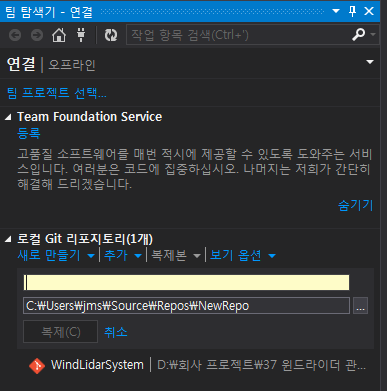 팀 탐색기 - 연결
작업 항목 검색(Ctrl+')
연결 | 오프라인
팀 프로젝트 선택...
Team Foundation Service
등록
고품질 소프트웨어를 매번 적시에 제공할 수 있도록 도와주는 서비
스입니다. 여러분은 코드에 집중하십시오. 나머지는 저희가 간단히
해결해 드리겠습니다.
숨기기
로컬 Git 리포지토리(1개)
새로 만들기 | 추가 | 복제본 | 보기 옵션
C:₩Users₩jms₩Source₩Repos₩NewRepo
...
복제(C) 취소
WindLidarSystem | D:₩회사 프로젝트₩37 윈드라이더 관...